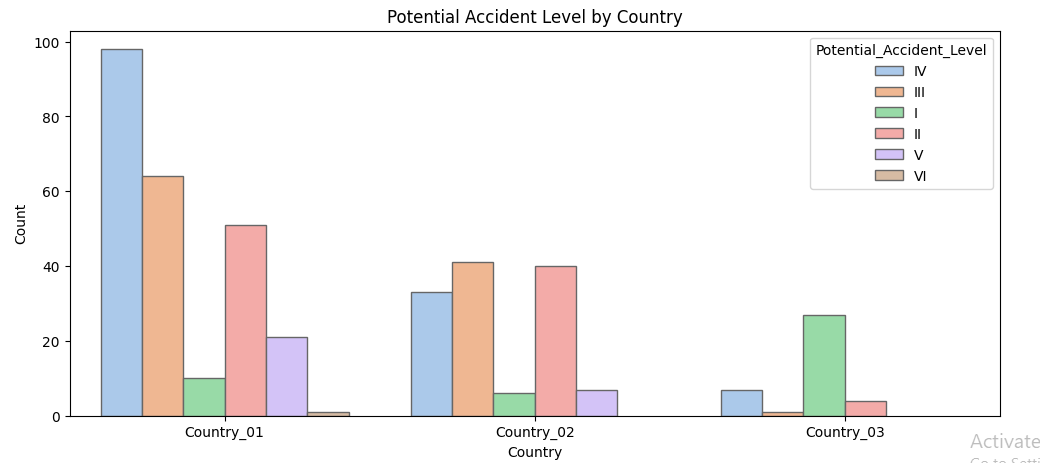 Potential Accident Level by Country
Potential_Accident_Level
IV
III
I
II
V
VI
100
80
60
40
20
0
Count
Country_01
Country_02
Country_03
Country
Activate